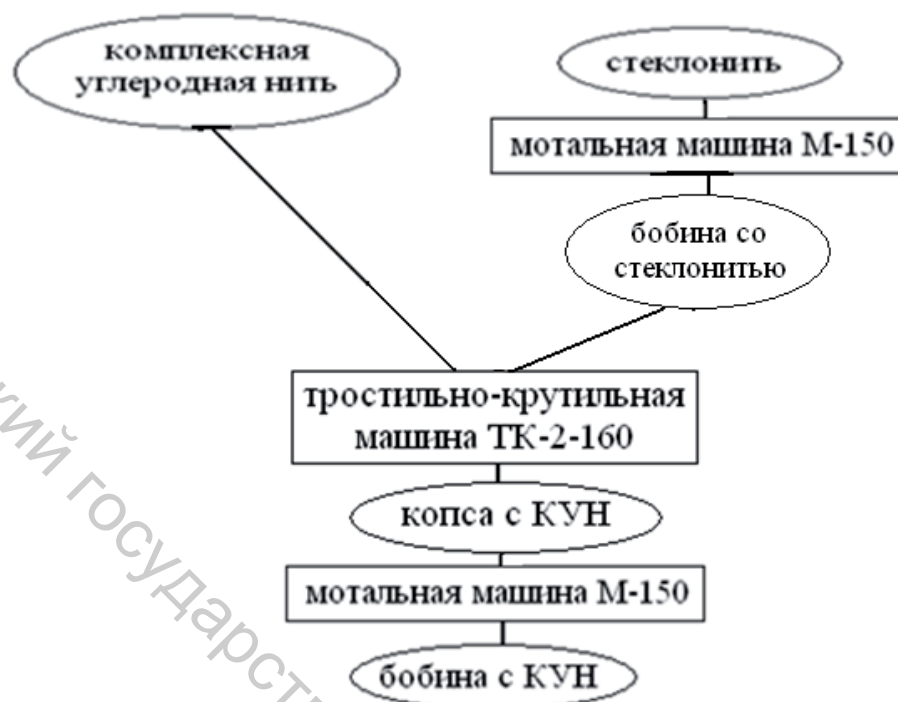 комплексная
углеродная нить
стеклонить
мотальная машина М-150
бобина со
стеклонитью
тростильно-крутильная
машина ТК-2-160
копса с КУН
мотальная машина М-150
бобина с КУН